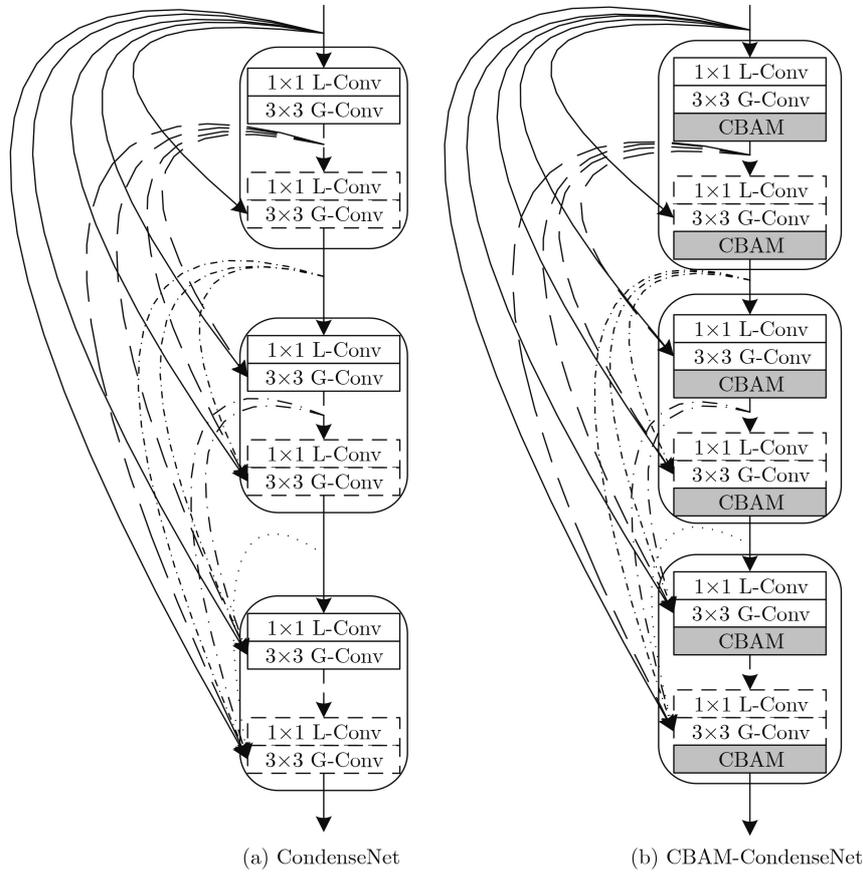 1×1 L-Conv
3×3 G-Conv
1×1 L-Conv
3×3 G-Conv
1×1 L-Conv
3×3 G-Conv
1×1 L-Conv
3×3 G-Conv
1×1 L-Conv
3×3 G-Conv
1×1 L-Conv
3×3 G-Conv
(a) CondenseNet
1×1 L-Conv
3×3 G-Conv
CBAM
1×1 L-Conv
3×3 G-Conv
CBAM
1×1 L-Conv
3×3 G-Conv
CBAM
1×1 L-Conv
3×3 G-Conv
CBAM
1×1 L-Conv
3×3 G-Conv
CBAM
1×1 L-Conv
3×3 G-Conv
CBAM
(b) CBAM-CondenseNet